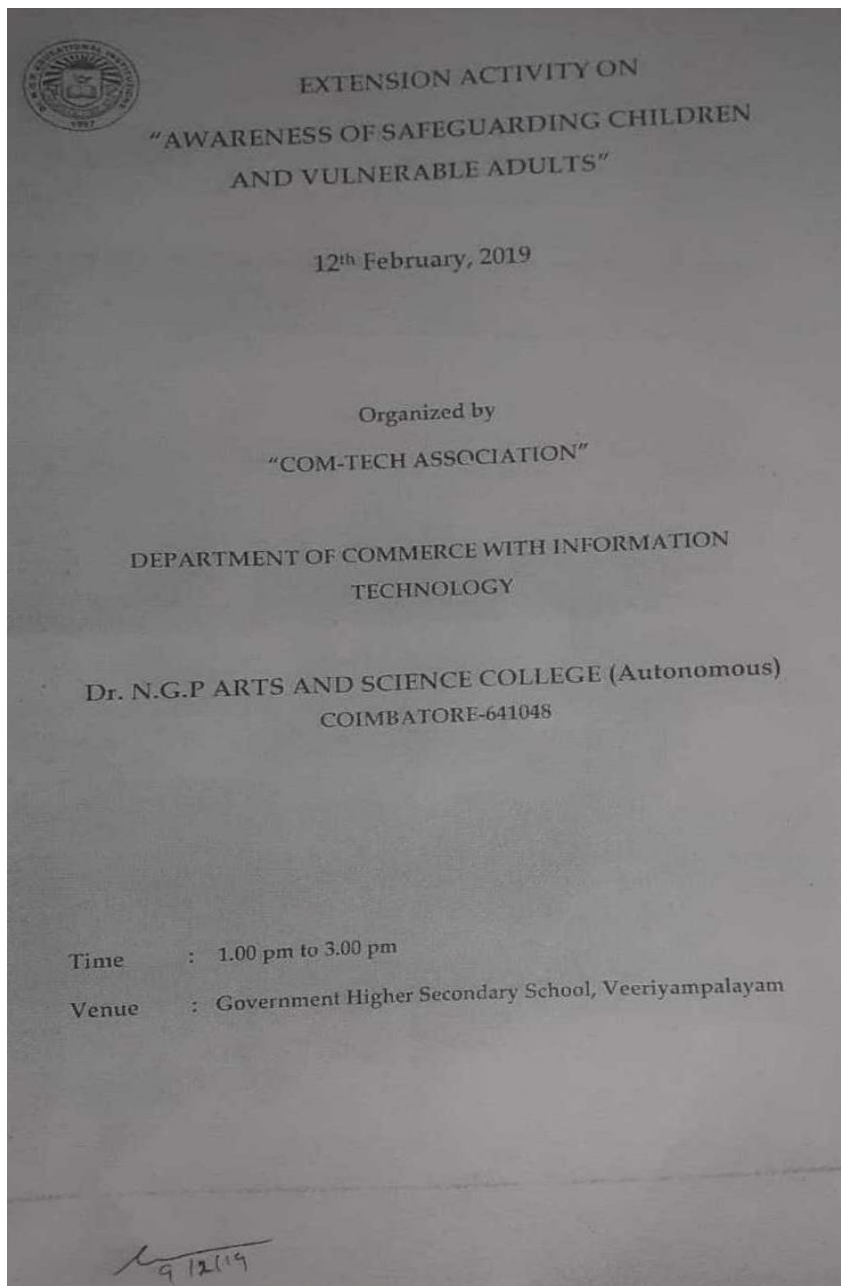 EXTENSION ACTIVITY ON
“AWARENESS OF SAFEGUARDING CHILDREN
AND VULNERABLE ADULTS”
12th February, 2019
Organized by
“COM-TECH ASSOCIATION”
DEPARTMENT OF COMMERCE WITH INFORMATION
TECHNOLOGY
Dr. N.G.P ARTS AND SCIENCE COLLEGE (Autonomous)
COIMBATORE-641048
Time : 1.00 pm to 3.00 pm
Venue : Government Higher Secondary School, Veeriyampalayam
9/2/19